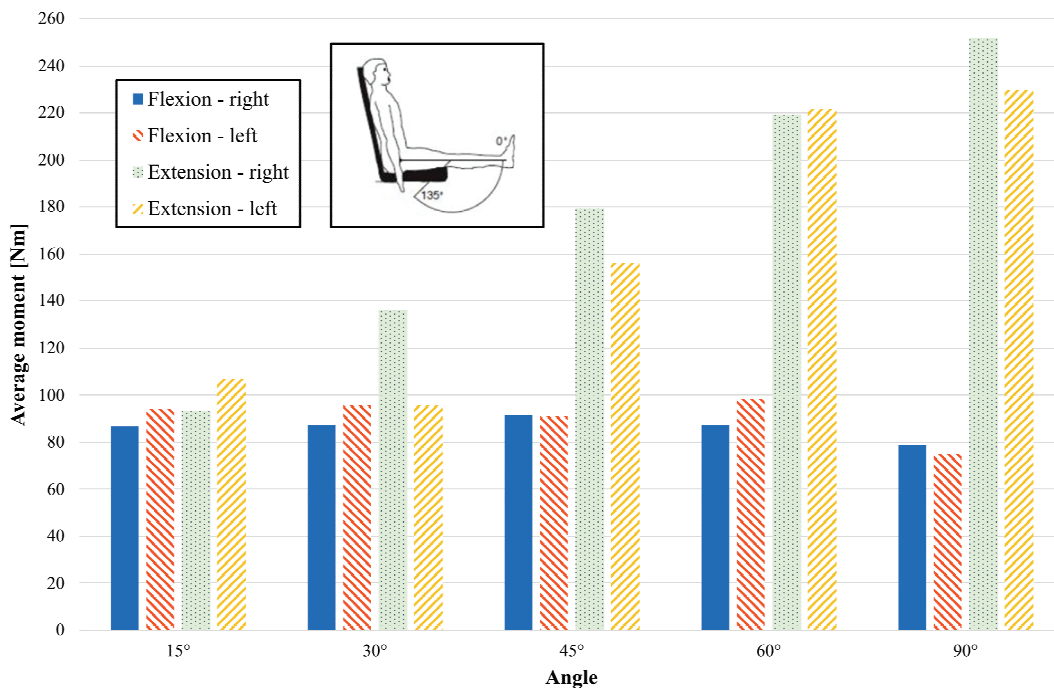 260
240
220
200
180
160
140
120
100
80
60
40
20
0
Average moment [Nm]
Flexion - right
Flexion - left
Extension - right
Extension - left
0°
135°
15° 30° 45° 60° 90°
Angle